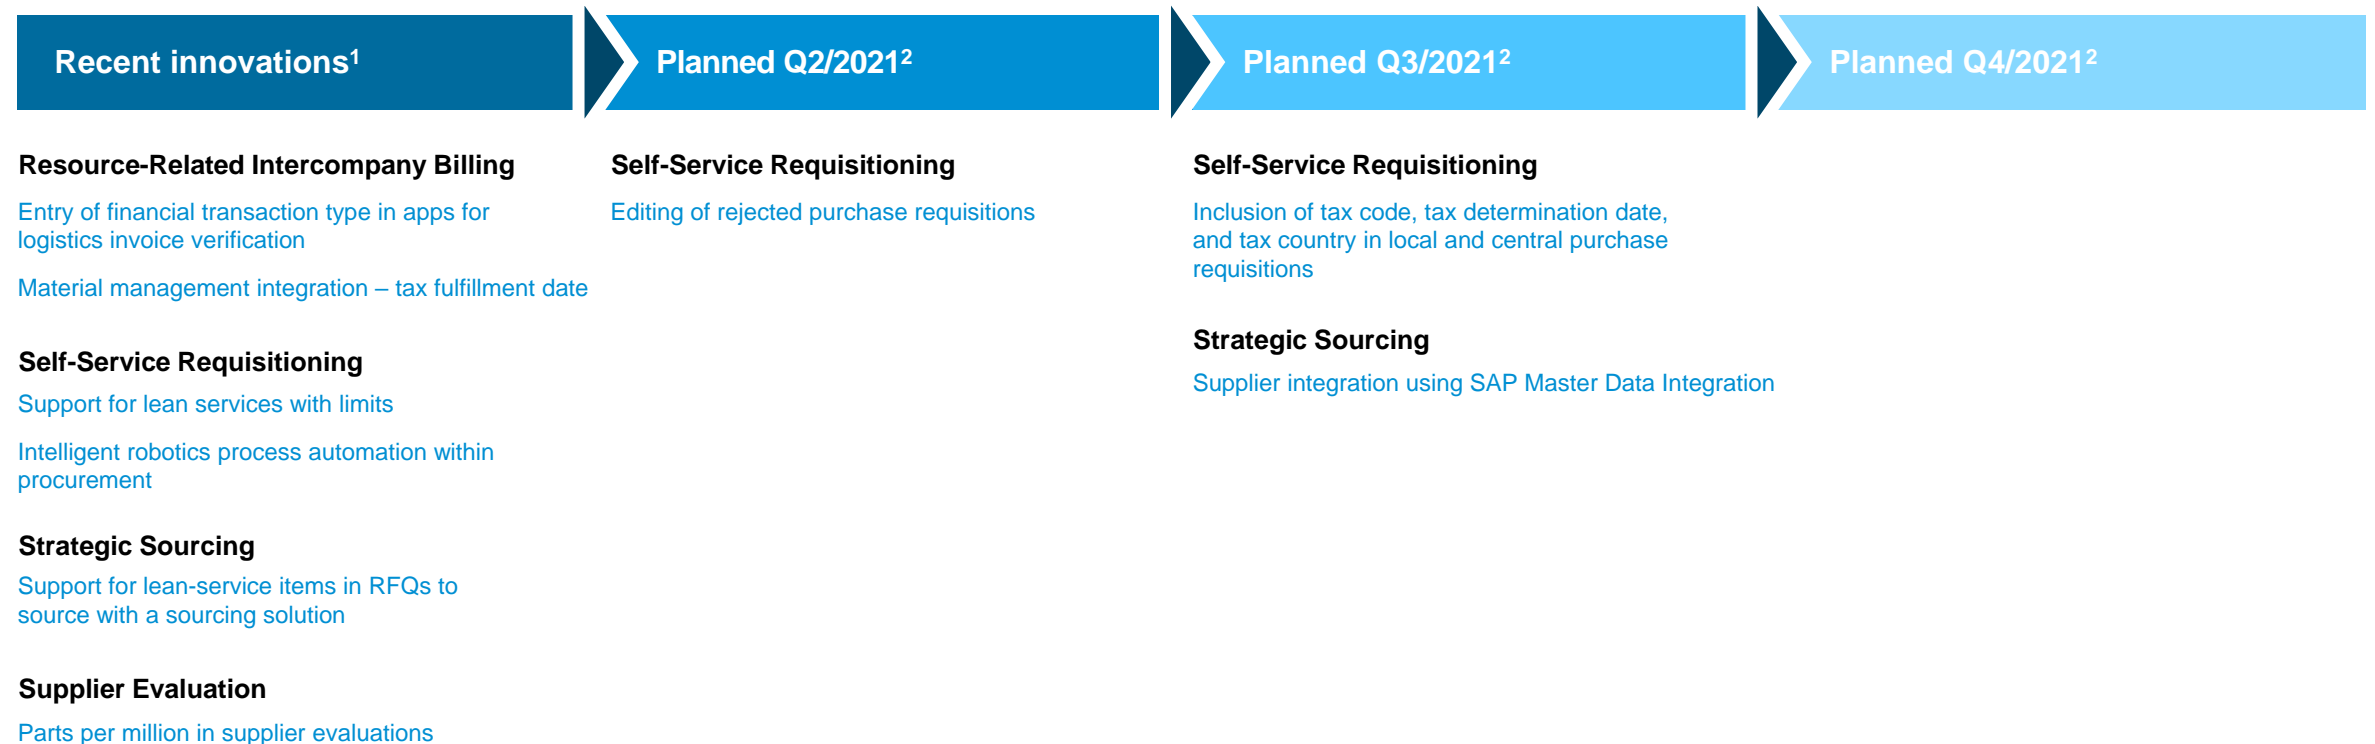 Recent innovations1
Planned Q2/20212
Planned Q3/20212
Planned Q4/20212
Resource-Related Intercompany Billing
Entry of financial transaction type in apps for
logistics invoice verification
Material management integration – tax fulfillment date
Self-Service Requisitioning
Support for lean services with limits
Intelligent robotics process automation within
procurement
Strategic Sourcing
Support for lean-service items in RFQs to
source with a sourcing solution
Supplier Evaluation
Parts per million in supplier evaluations
Self-Service Requisitioning
Editing of rejected purchase requisitions
Self-Service Requisitioning
Inclusion of tax code, tax determination date,
and tax country in local and central purchase
requisitions
Strategic Sourcing
Supplier integration using SAP Master Data Integration